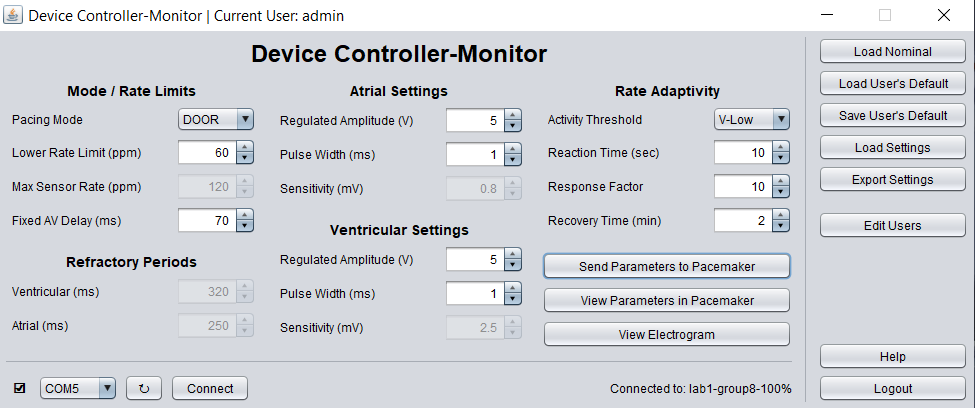 Device Controller-Monitor | Current User: admin
Device Controller-Monitor
Mode / Rate Limits
Pacing Mode DOOR
Lower Rate Limit (ppm) 60
Max Sensor Rate (ppm) 120
Fixed AV Delay (ms) 70
Refractory Periods
Ventricular (ms) 320
Atrial (ms) 250
Atrial Settings
Regulated Amplitude (V) 5
Pulse Width (ms) 1
Sensitivity (mV) 0.8
Ventricular Settings
Regulated Amplitude (V) 5
Pulse Width (ms) 1
Sensitivity (mV) 2.5
Rate Adaptivity
Activity Threshold V-Low
Reaction Time (sec) 10
Response Factor 10
Recovery Time (min) 2
Send Parameters to Pacemaker
View Parameters in Pacemaker
View Electrogram
COM5 ↻ Connect
Connected to: lab1-group8-100%
Load Nominal
Load User's Default
Save User's Default
Load Settings
Export Settings
Edit Users
Help
Logout